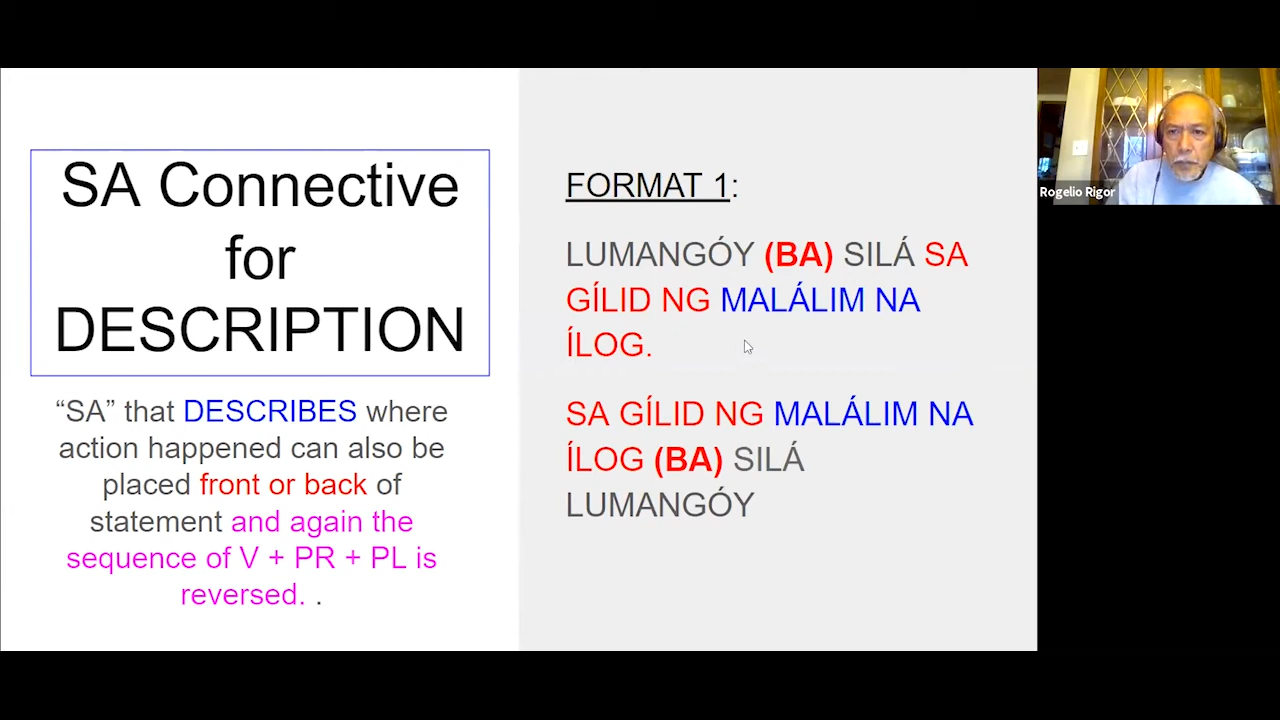 SA Connective
for
DESCRIPTION
“SA” that DESCRIBES where
action happened can also be
placed front or back of
statement and again the
sequence of V + PR + PL is
reversed. .
FORMAT 1:
LUMANGÓY (BA) SILÁ SA
GÍLID NG MALÁLIM NA
ÍLOG.
SA GÍLID NG MALÁLIM NA
ÍLOG (BA) SILÁ
LUMANGÓY
Rogelio Rigor